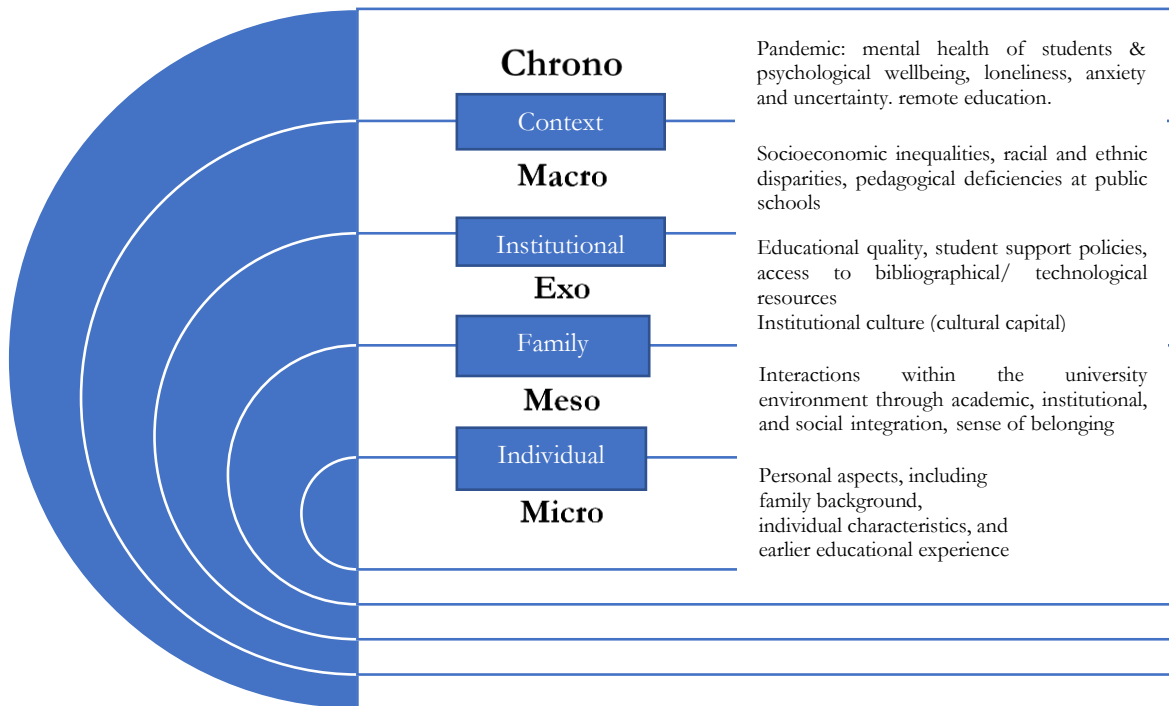 Chrono
Pandemic: mental health of students &
psychological wellbeing, loneliness, anxiety
and uncertainty. remote education.
Context
Macro
Socioeconomic inequalities, racial and ethnic
disparities, pedagogical deficiencies at public
schools
Institutional
Exo
Educational quality, student support policies,
access to bibliographical/ technological
resources
Institutional culture (cultural capital)
Family
Meso
Interactions within the university
environment through academic, institutional,
and social integration, sense of belonging
Individual
Micro
Personal aspects, including
family background,
individual characteristics, and
earlier educational experience